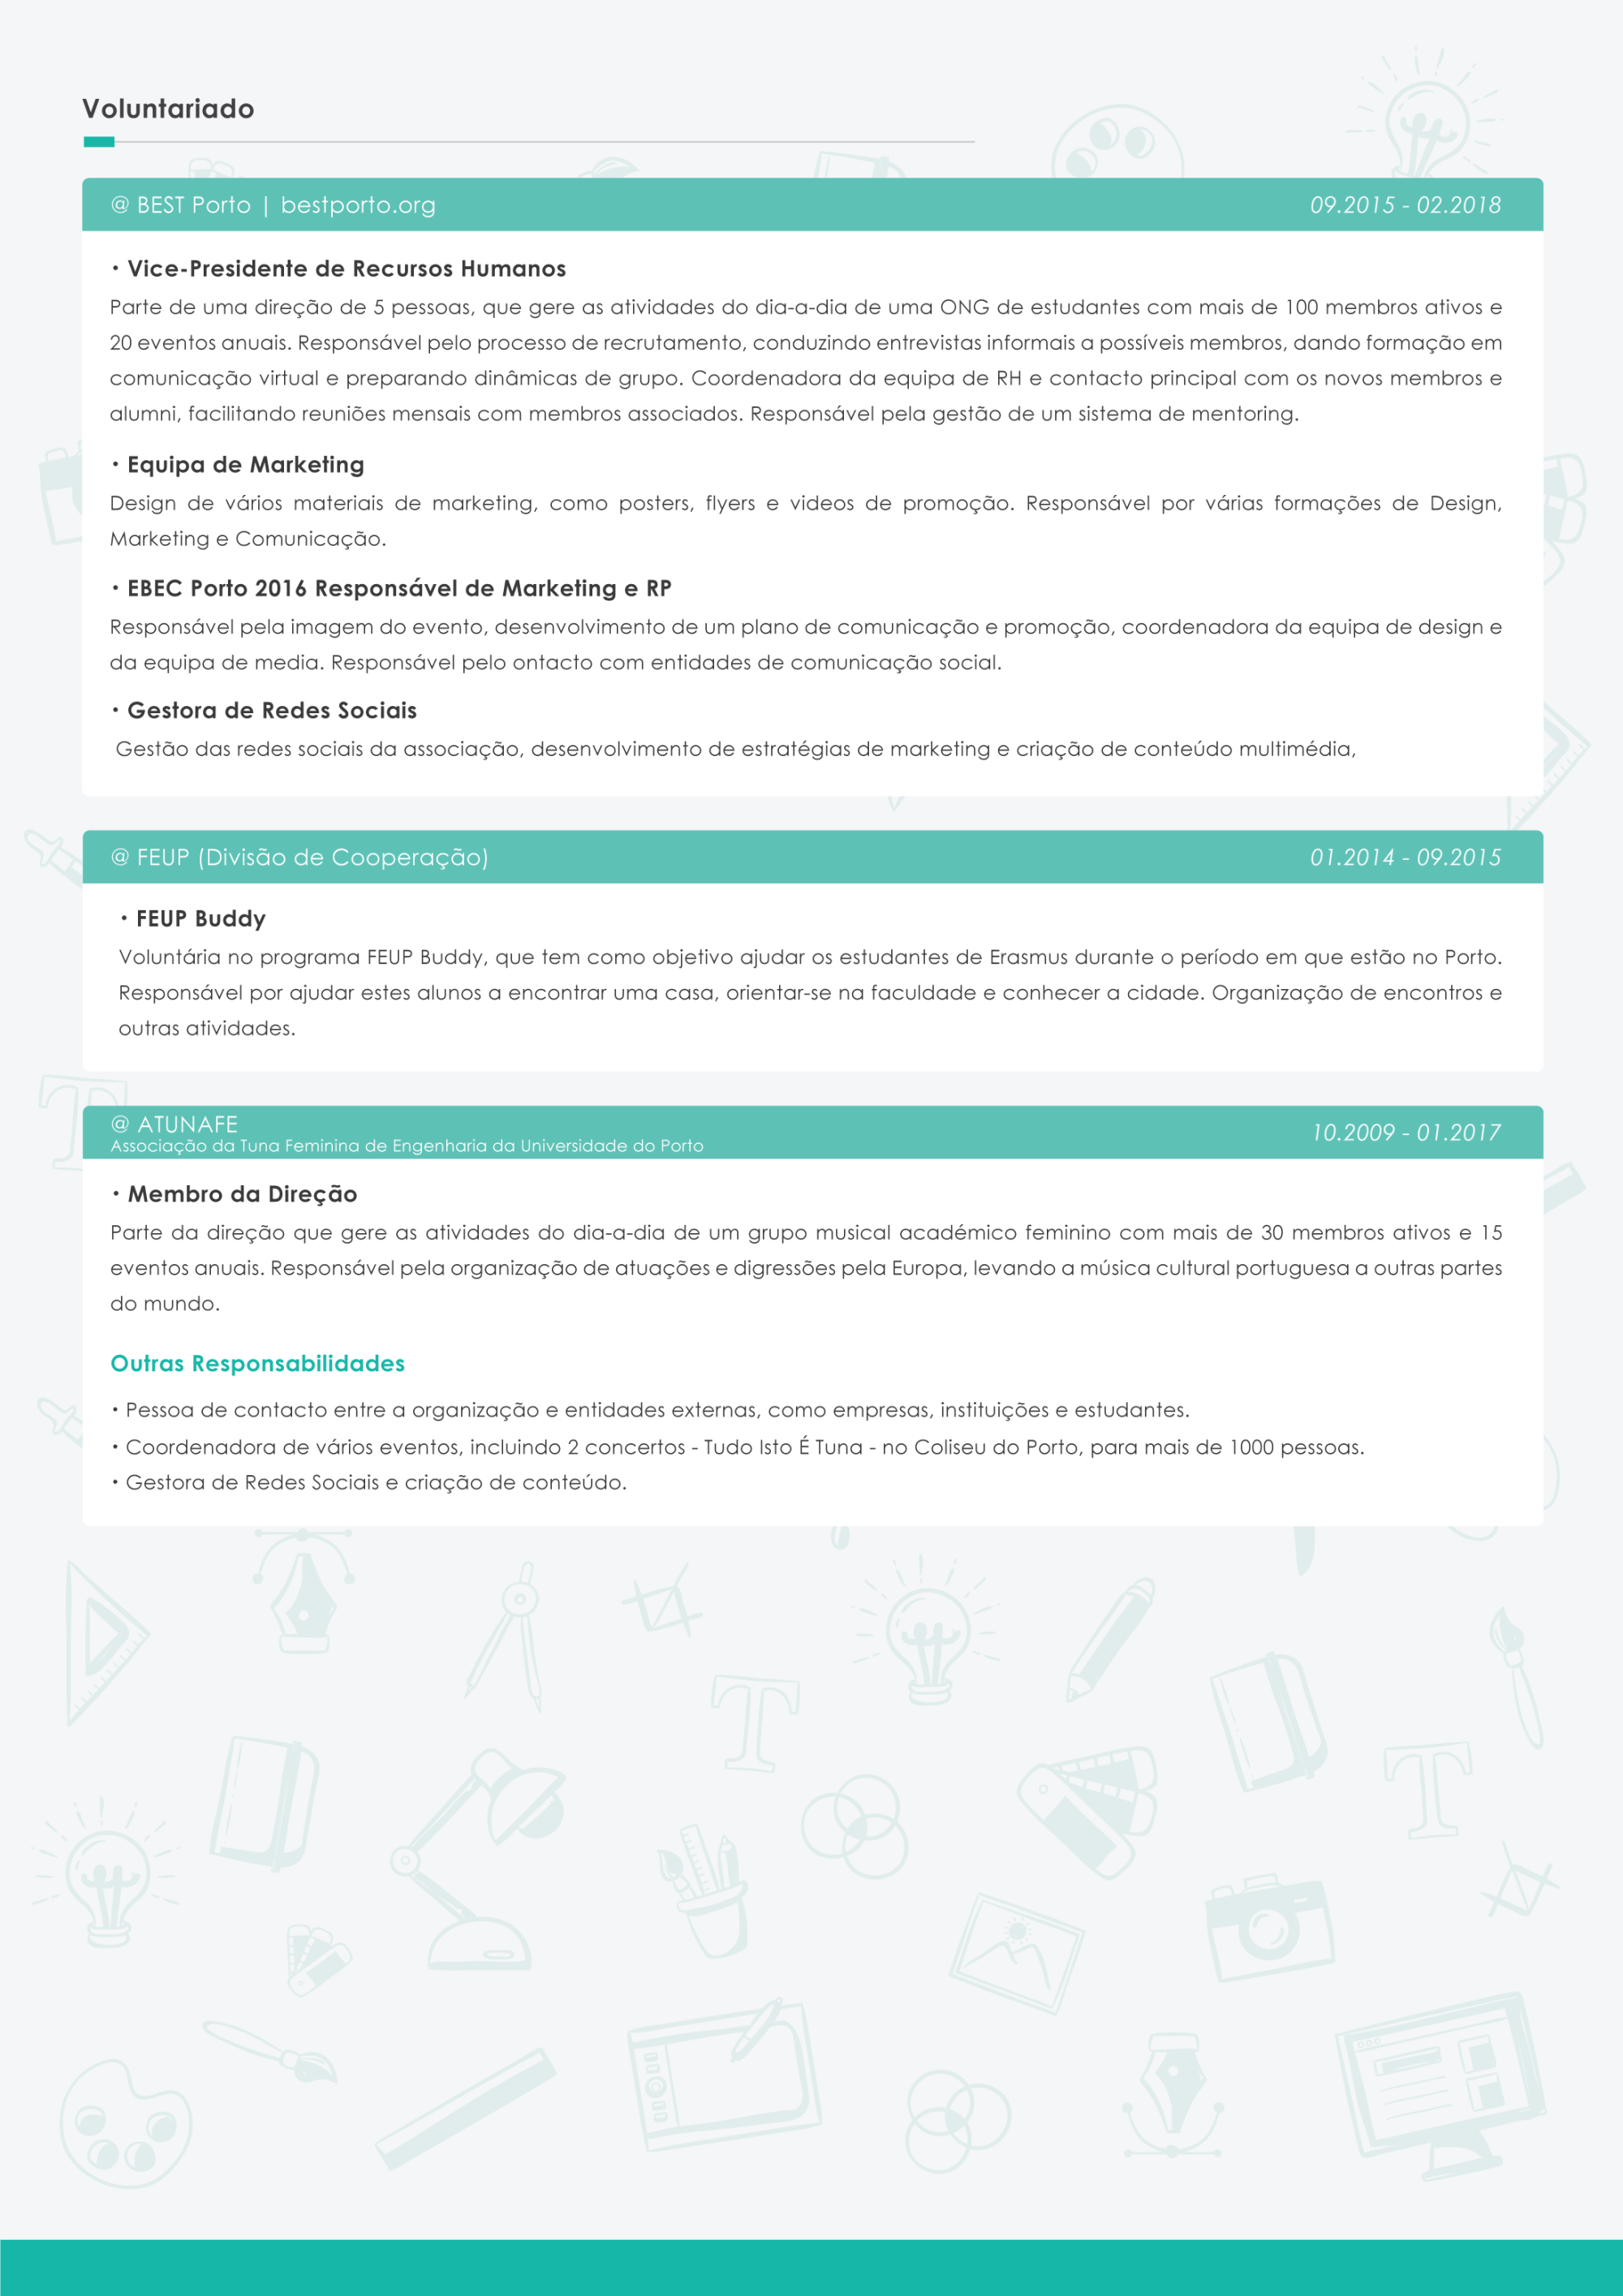 Voluntariado
@ BEST Porto | bestporto.org 09.2015 - 02.2018
• Vice-Presidente de Recursos Humanos
Parte de uma direção de 5 pessoas, que gere as atividades do dia-a-dia de uma ONG de estudantes com mais de 100 membros ativos e
20 eventos anuais. Responsável pelo processo de recrutamento, conduzindo entrevistas informais a possíveis membros, dando formação em
comunicação virtual e preparando dinâmicas de grupo. Coordenadora da equipa de RH e contacto principal com os novos membros e
alumni, facilitando reuniões mensais com membros associados. Responsável pela gestão de um sistema de mentoring.
• Equipa de Marketing
Design de vários materiais de marketing, como posters, flyers e videos de promoção. Responsável por várias formações de Design,
Marketing e Comunicação.
• EBEC Porto 2016 Responsável de Marketing e RP
Responsável pela imagem do evento, desenvolvimento de um plano de comunicação e promoção, coordenadora da equipa de design e
da equipa de media. Responsável pelo ontacto com entidades de comunicação social.
• Gestora de Redes Sociais
Gestão das redes sociais da associação, desenvolvimento de estratégias de marketing e criação de conteúdo multimédia,
@ FEUP (Divisão de Cooperação) 01.2014 - 09.2015
• FEUP Buddy
Voluntária no programa FEUP Buddy, que tem como objetivo ajudar os estudantes de Erasmus durante o período em que estão no Porto.
Responsável por ajudar estes alunos a encontrar uma casa, orientar-se na faculdade e conhecer a cidade. Organização de encontros e
outras atividades.
@ ATUNAFE
Associação da Tuna Feminina de Engenharia da Universidade do Porto 10.2009 - 01.2017
• Membro da Direção
Parte da direção que gere as atividades do dia-a-dia de um grupo musical académico feminino com mais de 30 membros ativos e 15
eventos anuais. Responsável pela organização de atuações e digressões pela Europa, levando a música cultural portuguesa a outras partes
do mundo.
Outras Responsabilidades
• Pessoa de contacto entre a organização e entidades externas, como empresas, instituições e estudantes.
• Coordenadora de vários eventos, incluindo 2 concertos - Tudo Isto É Tuna - no Coliseu do Porto, para mais de 1000 pessoas.
• Gestora de Redes Sociais e criação de conteúdo.